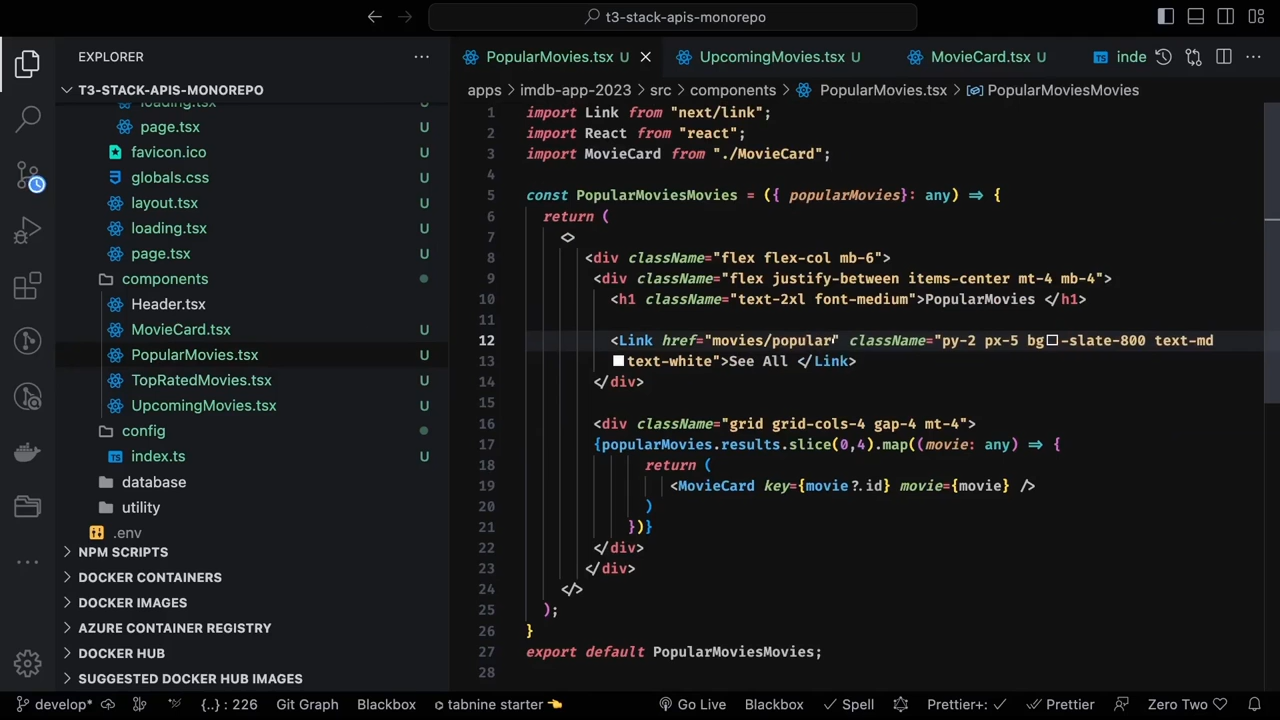 t3-stack-apis-monorepo
EXPLORER
T3-STACK-APIS-MONOREPO
loading.tsx U
page.tsx U
favicon.ico U
globals.css U
layout.tsx U
loading.tsx U
page.tsx U
components
Header.tsx U
MovieCard.tsx U
PopularMovies.tsx U
TopRatedMovies.tsx U
UpcomingMovies.tsx U
config
index.ts U
database
utility
.env
NPM SCRIPTS
DOCKER CONTAINERS
DOCKER IMAGES
AZURE CONTAINER REGISTRY
DOCKER HUB
SUGGESTED DOCKER HUB IMAGES
PopularMovies.tsx U UpcomingMovies.tsx U MovieCard.tsx U TS inde
apps > imdb-app-2023 > src > components > PopularMovies.tsx > PopularMoviesMovies
1 import Link from "next/link";
2 import React from "react";
3 import MovieCard from "./MovieCard";
4
5 const PopularMoviesMovies = ({ popularMovies}: any) => {
6 return (
7 <>
8 <div className="flex flex-col mb-6">
9 <div className="flex justify-between items-center mt-4 mb-4">
10 <h1 className="text-2xl font-medium">PopularMovies </h1>
11
12 <Link href="movies/popular" className="py-2 px-5 bg-slate-800 text-md
13 text-white">See All </Link>
14 </div>
15
16 <div className="grid grid-cols-4 gap-4 mt-4">
17 {popularMovies.results.slice(0,4).map((movie: any) => {
18 return (
19 <MovieCard key={movie?.id} movie={movie} />
20 )
21 })}
22 </div>
23 </div>
24 </>
25 );
26 }
27 export default PopularMoviesMovies;
28
develop* {..} : 226 Git Graph Blackbox tabnine starter Go Live Blackbox Spell Prettier+: ✓ Prettier Zero Two